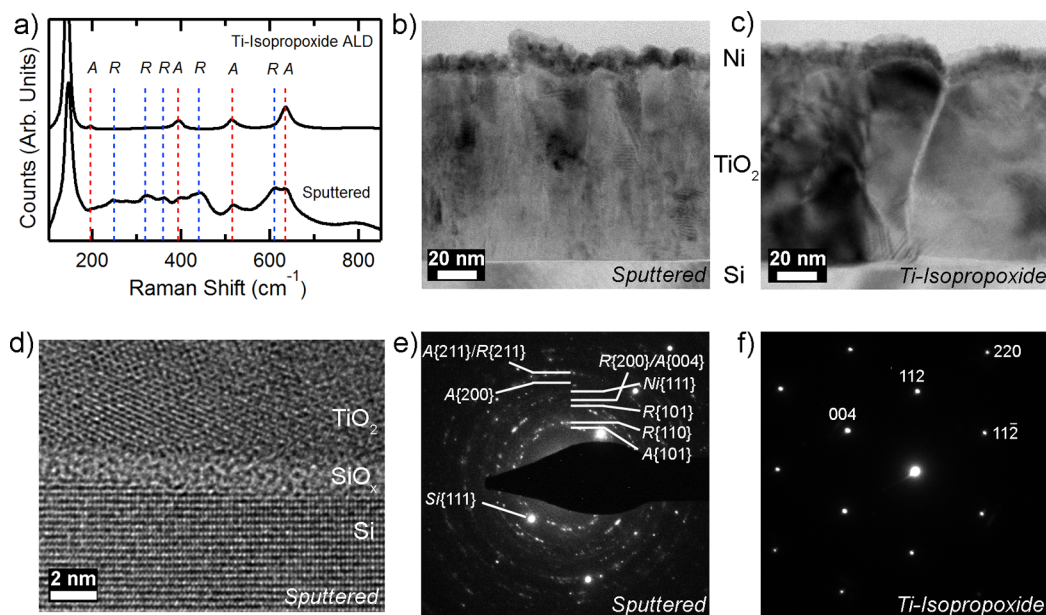 a)
Ti-Isopropoxide ALD
A R R R A R A R A
Sputtered
Counts (Arb. Units)
200 400 600 800
Raman Shift (cm⁻¹)
b)
20 nm
Sputtered
c)
Ni
TiO₂
Si
20 nm
Ti-Isopropoxide
d)
TiO₂
SiOₓ
Si
2 nm
Sputtered
e)
A{211}/R{211}
R{200}/A{004}
A{200}
Ni{111}
R{101}
R{110}
A{101}
Si{111}
Sputtered
f)
220
112
004
112̄
Ti-Isopropoxide